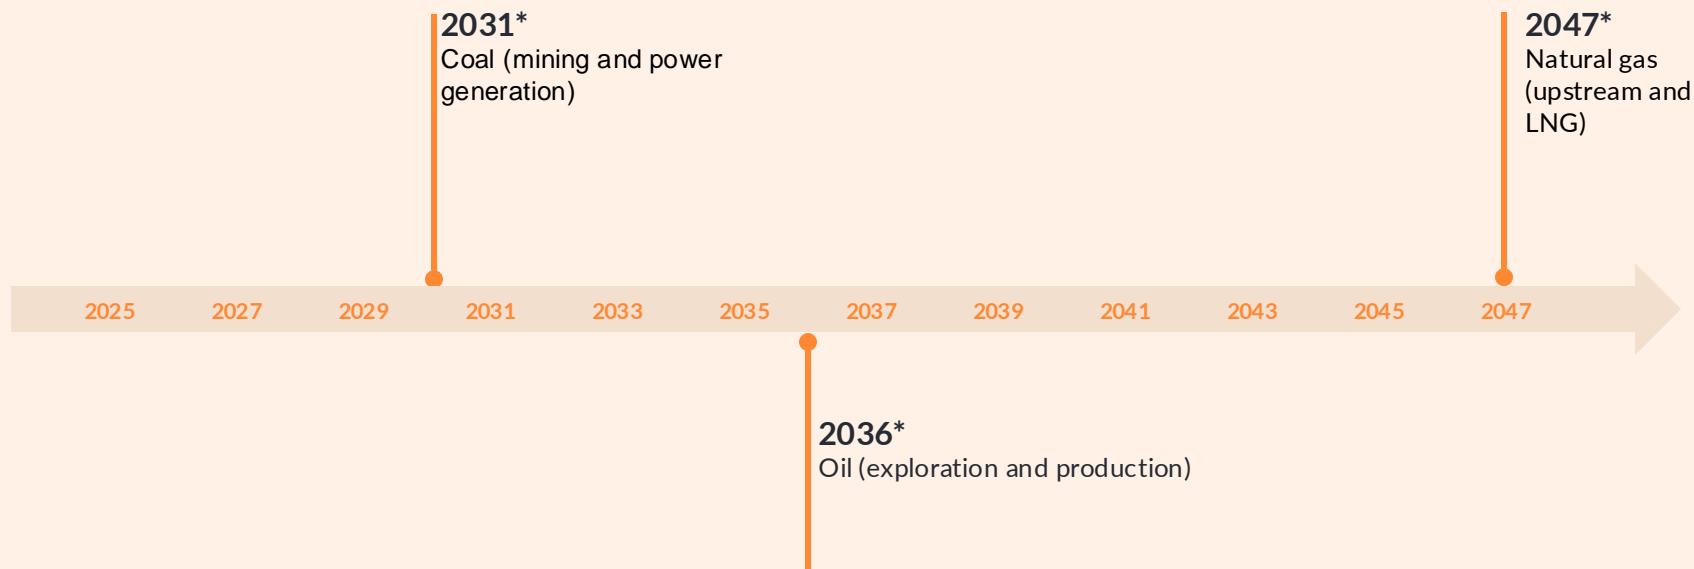 2031*
Coal (mining and power
generation)
2047*
Natural gas
(upstream and
LNG)
2025 2027 2029 2031 2033 2035 2037 2039 2041 2043 2045 2047
2036*
Oil (exploration and production)